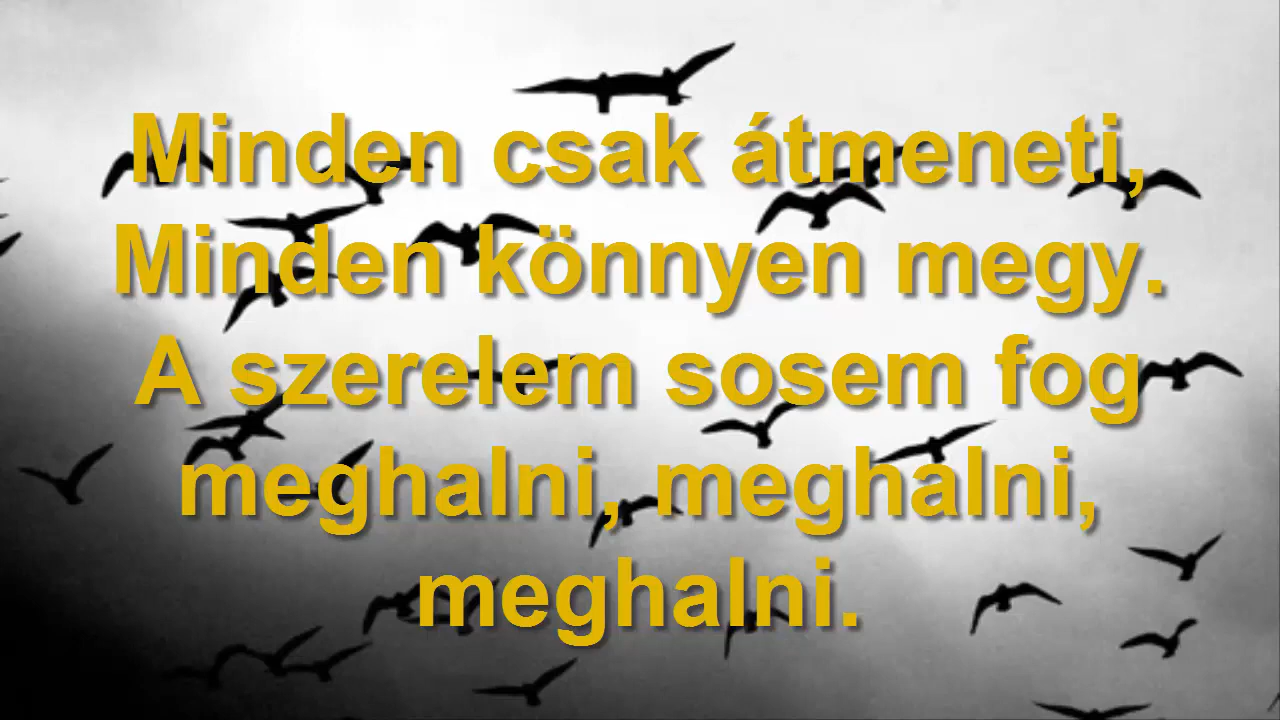 Minden csak átmeneti,
Minden könnyen megy.
A szerelem sosem fog
meghalni, meghalni,
meghalni.